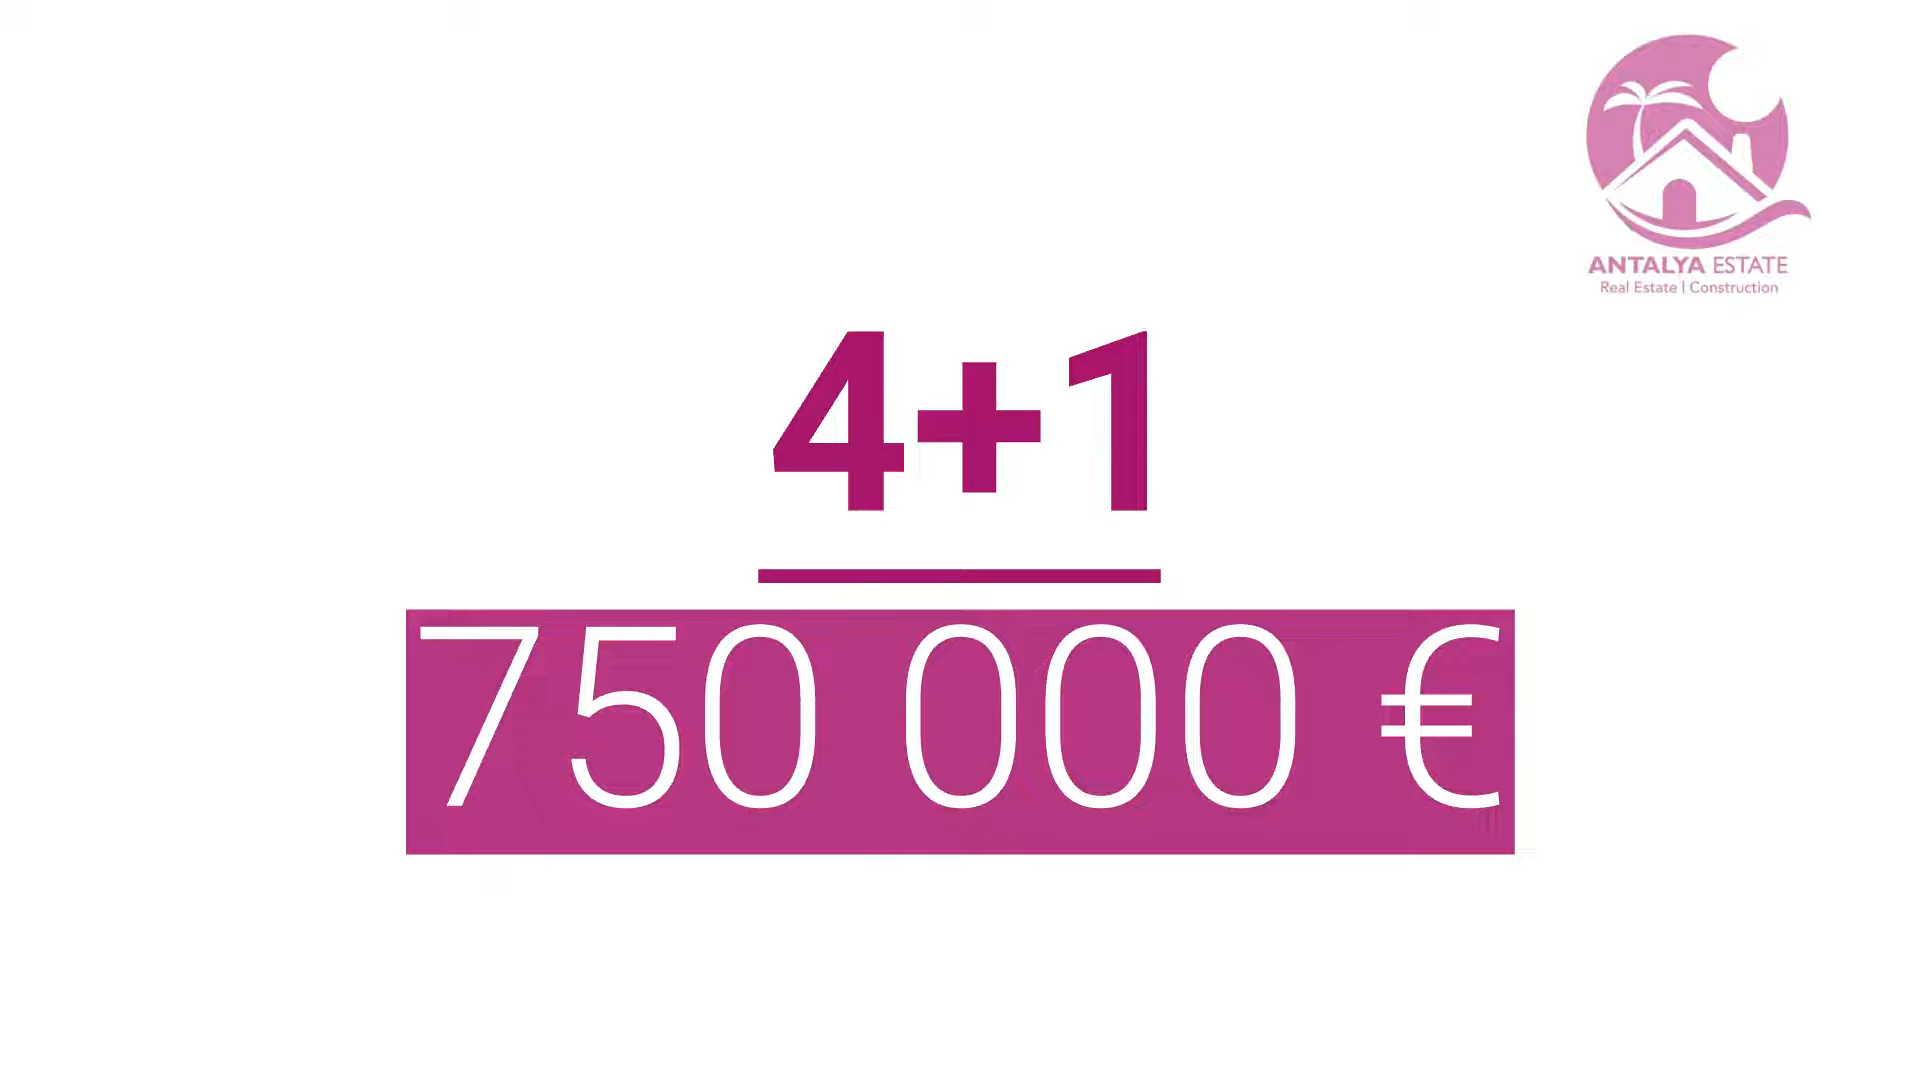 ANTALYA ESTATE
Real Estate | Construction
4+1
750 000 €